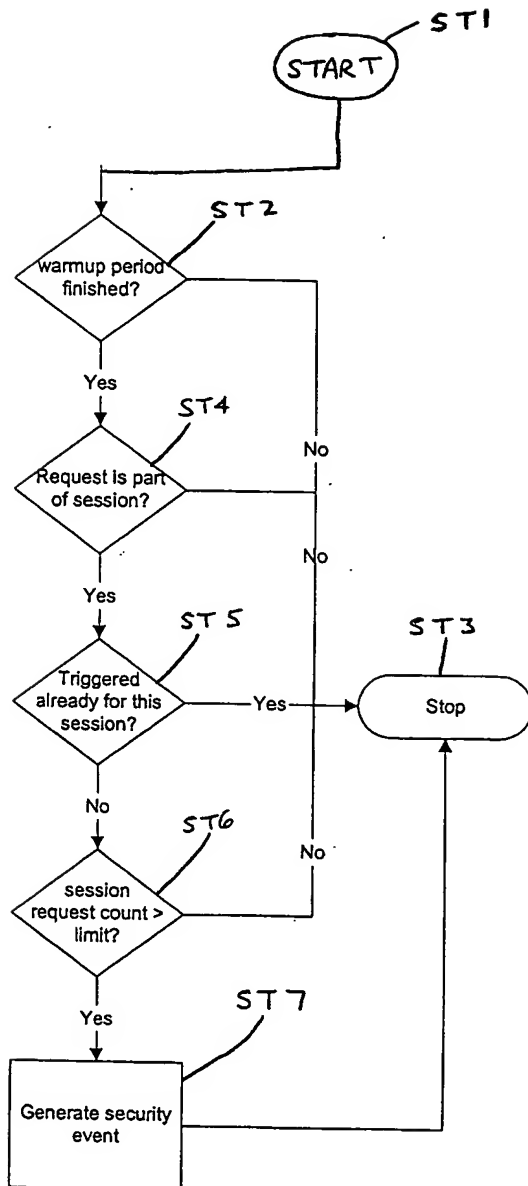 ST1
START
ST2
warmup period
finished?
Yes
No
ST4
Request is part
of session?
No
Yes
ST5
Triggered
already for this
session?
Yes
ST3
Stop
No
ST6
session
request count >
limit?
No
Yes
ST7
Generate security
event